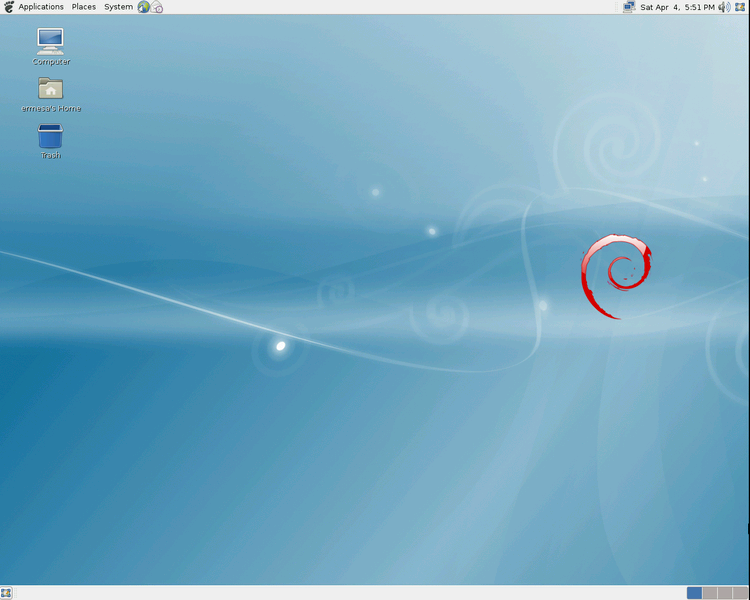 Applications Places System Sat Apr 4, 5:51 PM
Computer
ermesa's Home
Trash